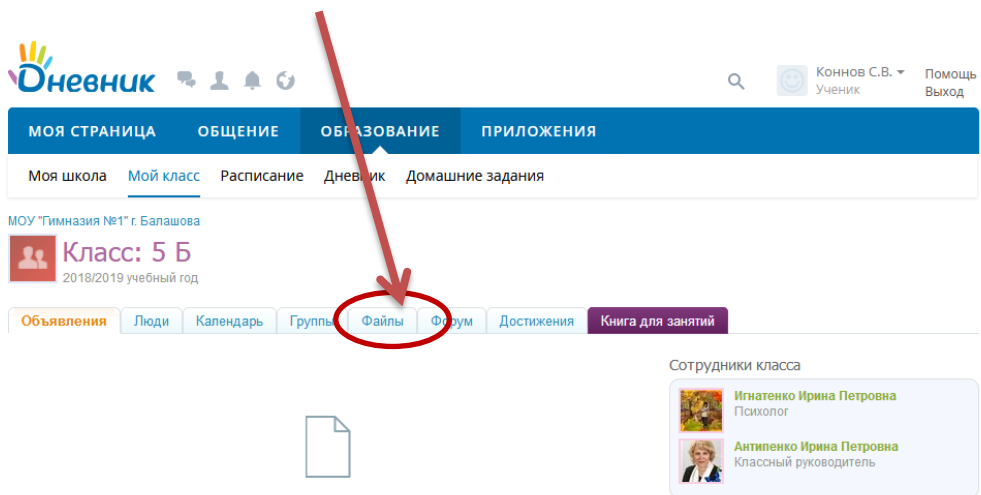 Дневник
Коннов С.В.
Ученик
Помощь
Выход
МОЯ СТРАНИЦА ОБЩЕНИЕ ОБРАЗОВАНИЕ ПРИЛОЖЕНИЯ
Моя школа Мой класс Расписание Дневник Домашние задания
МОУ "Гимназия №1" г. Балашова
Класс: 5 Б
2018/2019 учебный год
Объявления Люди Календарь Группы Файлы Форум Достижения Книга для занятий
Сотрудники класса
Игнатенко Ирина Петровна
Психолог
Антипенко Ирина Петровна
Классный руководитель